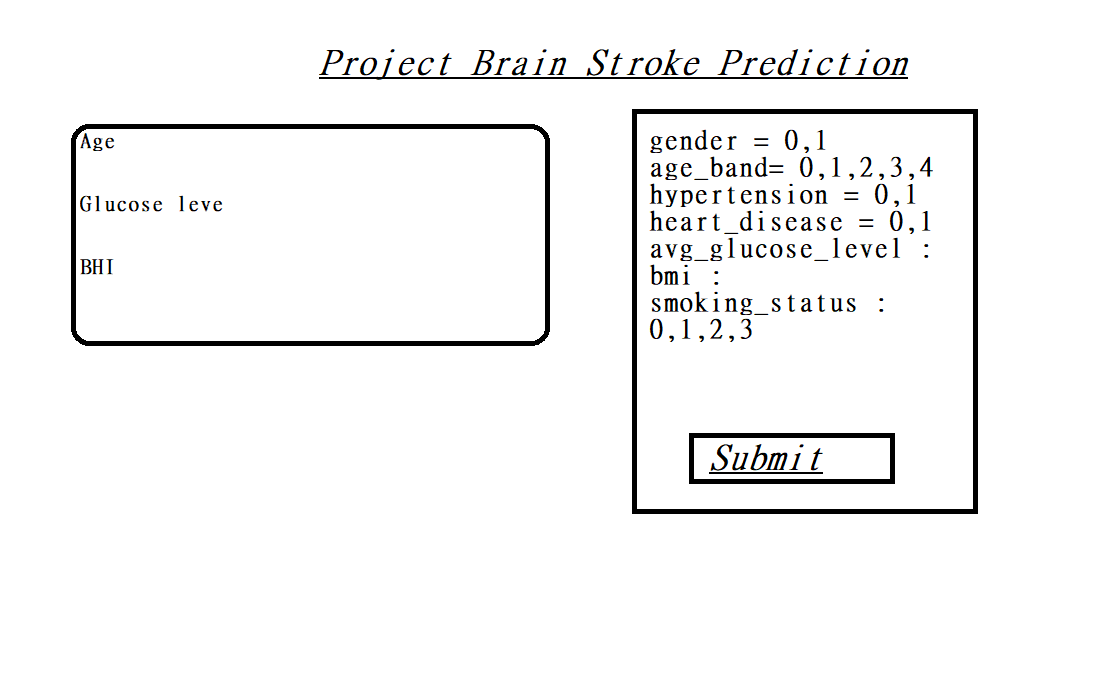 Project Brain Stroke Prediction
Age
Glucose leve
BHI
gender = 0,1
age_band= 0,1,2,3,4
hypertension = 0,1
heart_disease = 0,1
avg_glucose_level :
bmi :
smoking_status :
0,1,2,3
Submit